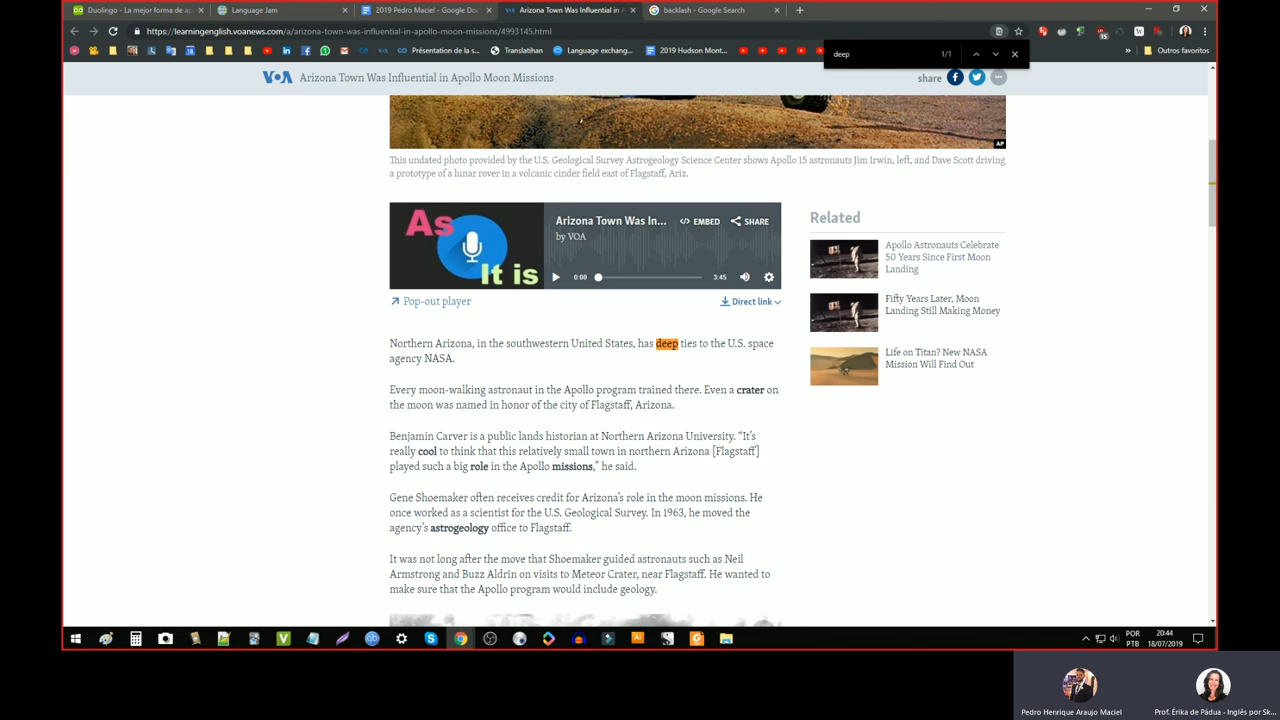 Duolingo - La mejor forma de ap
Language Jam
2019 Pedro Maciel - Google Doc
Arizona Town Was Influential in A
backlash - Google Search
https://learningenglish.voanews.com/a/arizona-town-was-influential-in-apollo-moon-missions/4993145.html
Présentation de la s...
Translatihan
Language exchang...
2019 Hudson Mont...
Outros favoritos
deep
1/1
VOA
Arizona Town Was Influential in Apollo Moon Missions
share
AP
This undated photo provided by the U.S. Geological Survey Astrogeology Science Center shows Apollo 15 astronauts Jim Irwin, left, and Dave Scott driving
a prototype of a lunar rover in a volcanic cinder field east of Flagstaff, Ariz.
As
It is
Arizona Town Was In...
by VOA
EMBED
SHARE
0:00
3:45
Pop-out player
Direct link
Related
Apollo Astronauts Celebrate
50 Years Since First Moon
Landing
Fifty Years Later, Moon
Landing Still Making Money
Life on Titan? New NASA
Mission Will Find Out
Northern Arizona, in the southwestern United States, has deep ties to the U.S. space
agency NASA.
Every moon-walking astronaut in the Apollo program trained there. Even a crater on
the moon was named in honor of the city of Flagstaff, Arizona.
Benjamin Carver is a public lands historian at Northern Arizona University. “It’s
really cool to think that this relatively small town in northern Arizona [Flagstaff]
played such a big role in the Apollo missions,” he said.
Gene Shoemaker often receives credit for Arizona’s role in the moon missions. He
once worked as a scientist for the U.S. Geological Survey. In 1963, he moved the
agency’s astrogeology office to Flagstaff.
It was not long after the move that Shoemaker guided astronauts such as Neil
Armstrong and Buzz Aldrin on visits to Meteor Crater, near Flagstaff. He wanted to
make sure that the Apollo program would include geology.
POR
PTB
20:44
18/07/2019
Pedro Henrique Araujo Maciel
Prof. Érika de Pádua - Inglês por Sk...